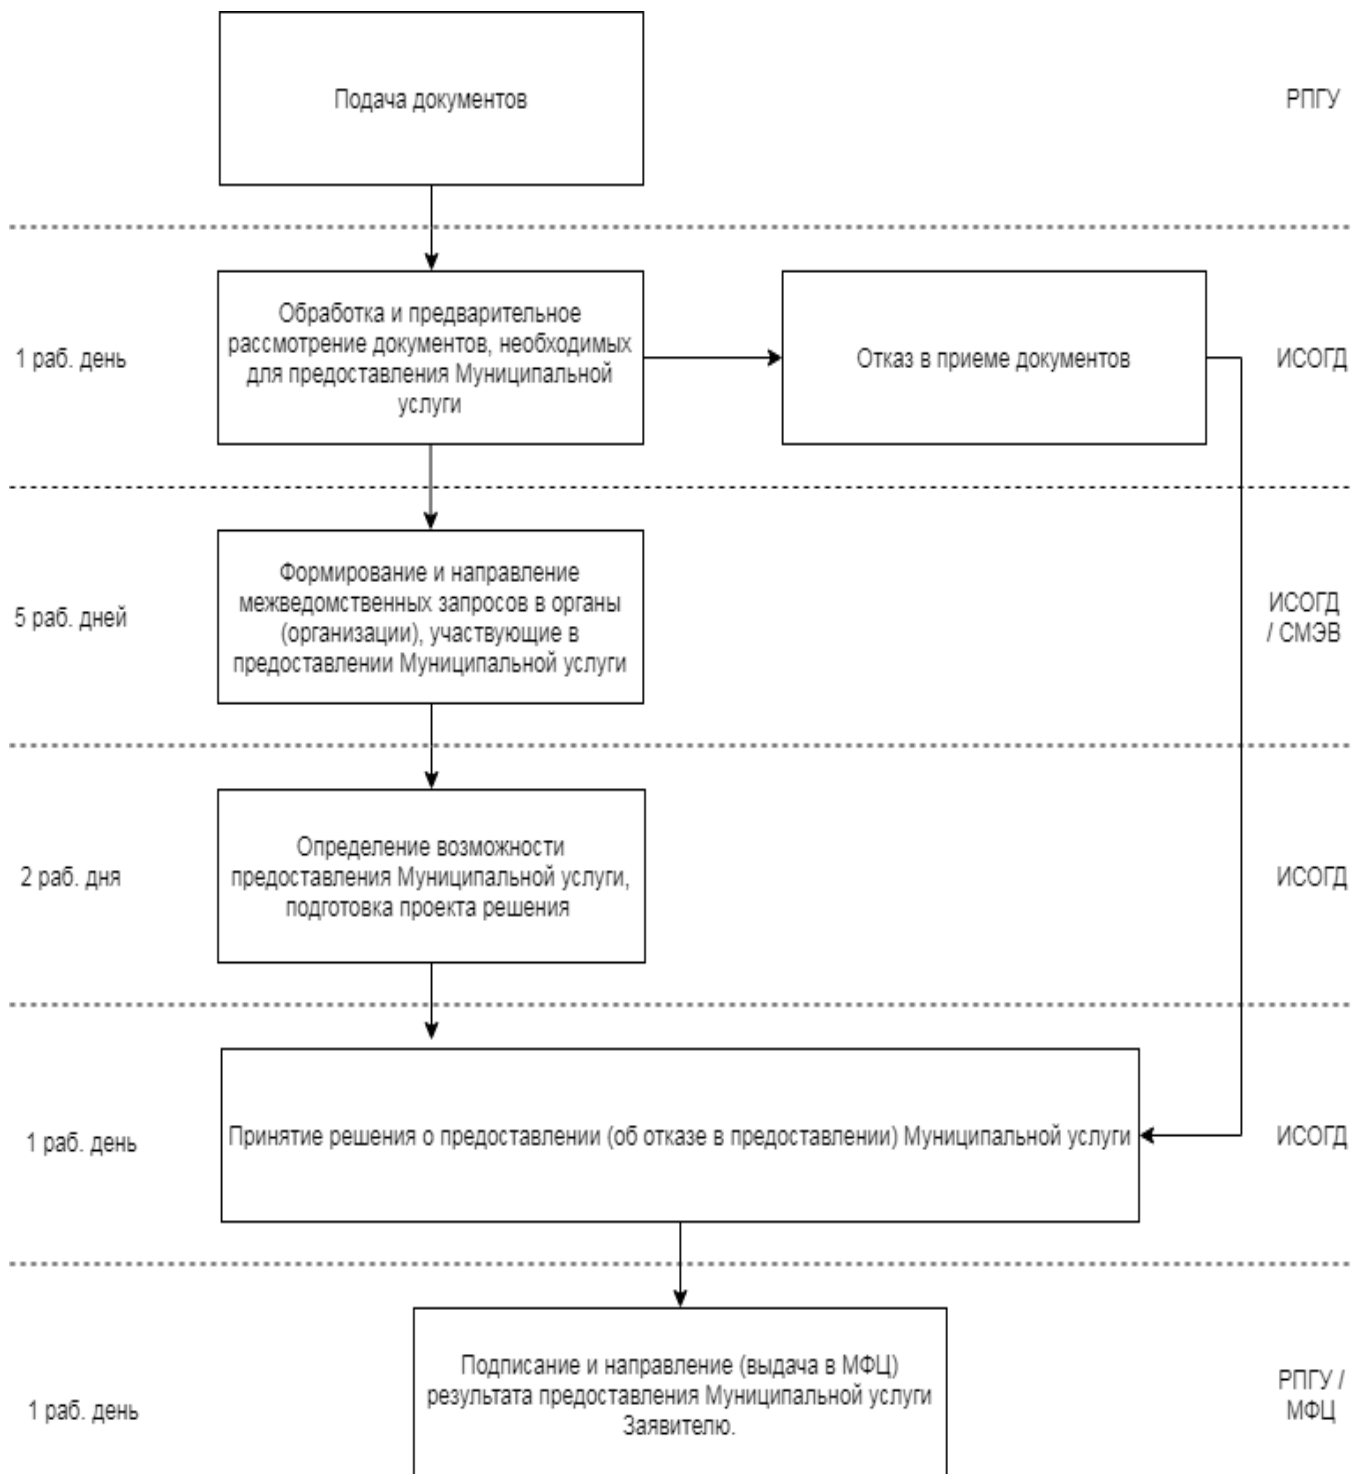 Подача документов
РПГУ
1 раб. день
Обработка и предварительное
рассмотрение документов, необходимых
для предоставления Муниципальной
услуги
Отказ в приеме документов
ИСОГД
5 раб. дней
Формирование и направление
межведомственных запросов в органы
(организации), участвующие в
предоставлении Муниципальной услуги
ИСОГД
/ СМЭВ
2 раб. дня
Определение возможности
предоставления Муниципальной услуги,
подготовка проекта решения
ИСОГД
1 раб. день
Принятие решения о предоставлении (об отказе в предоставлении) Муниципальной услуги
ИСОГД
1 раб. день
Подписание и направление (выдача в МФЦ)
результата предоставления Муниципальной услуги
Заявителю.
РПГУ /
МФЦ